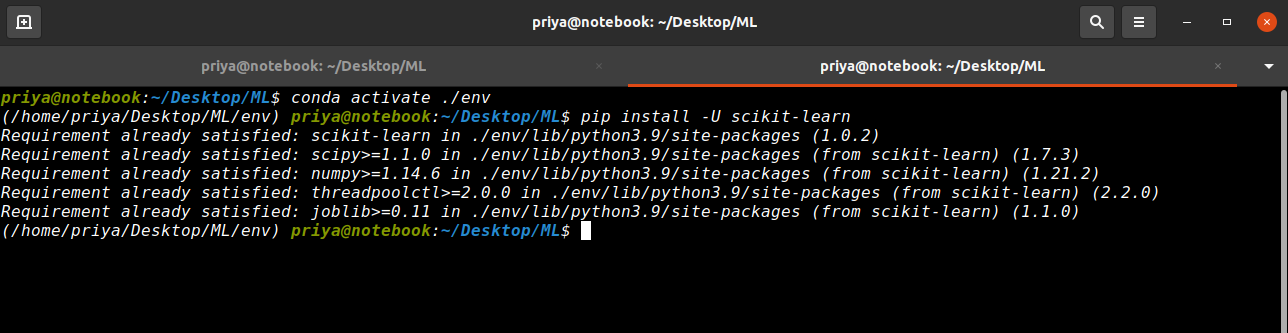 priya@notebook: ~/Desktop/ML
priya@notebook: ~/Desktop/ML
priya@notebook: ~/Desktop/ML
priya@notebook:~/Desktop/ML$ conda activate ./env
(/home/priya/Desktop/ML/env) priya@notebook:~/Desktop/ML$ pip install -U scikit-learn
Requirement already satisfied: scikit-learn in ./env/lib/python3.9/site-packages (1.0.2)
Requirement already satisfied: scipy>=1.1.0 in ./env/lib/python3.9/site-packages (from scikit-learn) (1.7.3)
Requirement already satisfied: numpy>=1.14.6 in ./env/lib/python3.9/site-packages (from scikit-learn) (1.21.2)
Requirement already satisfied: threadpoolctl>=2.0.0 in ./env/lib/python3.9/site-packages (from scikit-learn) (2.2.0)
Requirement already satisfied: joblib>=0.11 in ./env/lib/python3.9/site-packages (from scikit-learn) (1.1.0)
(/home/priya/Desktop/ML/env) priya@notebook:~/Desktop/ML$